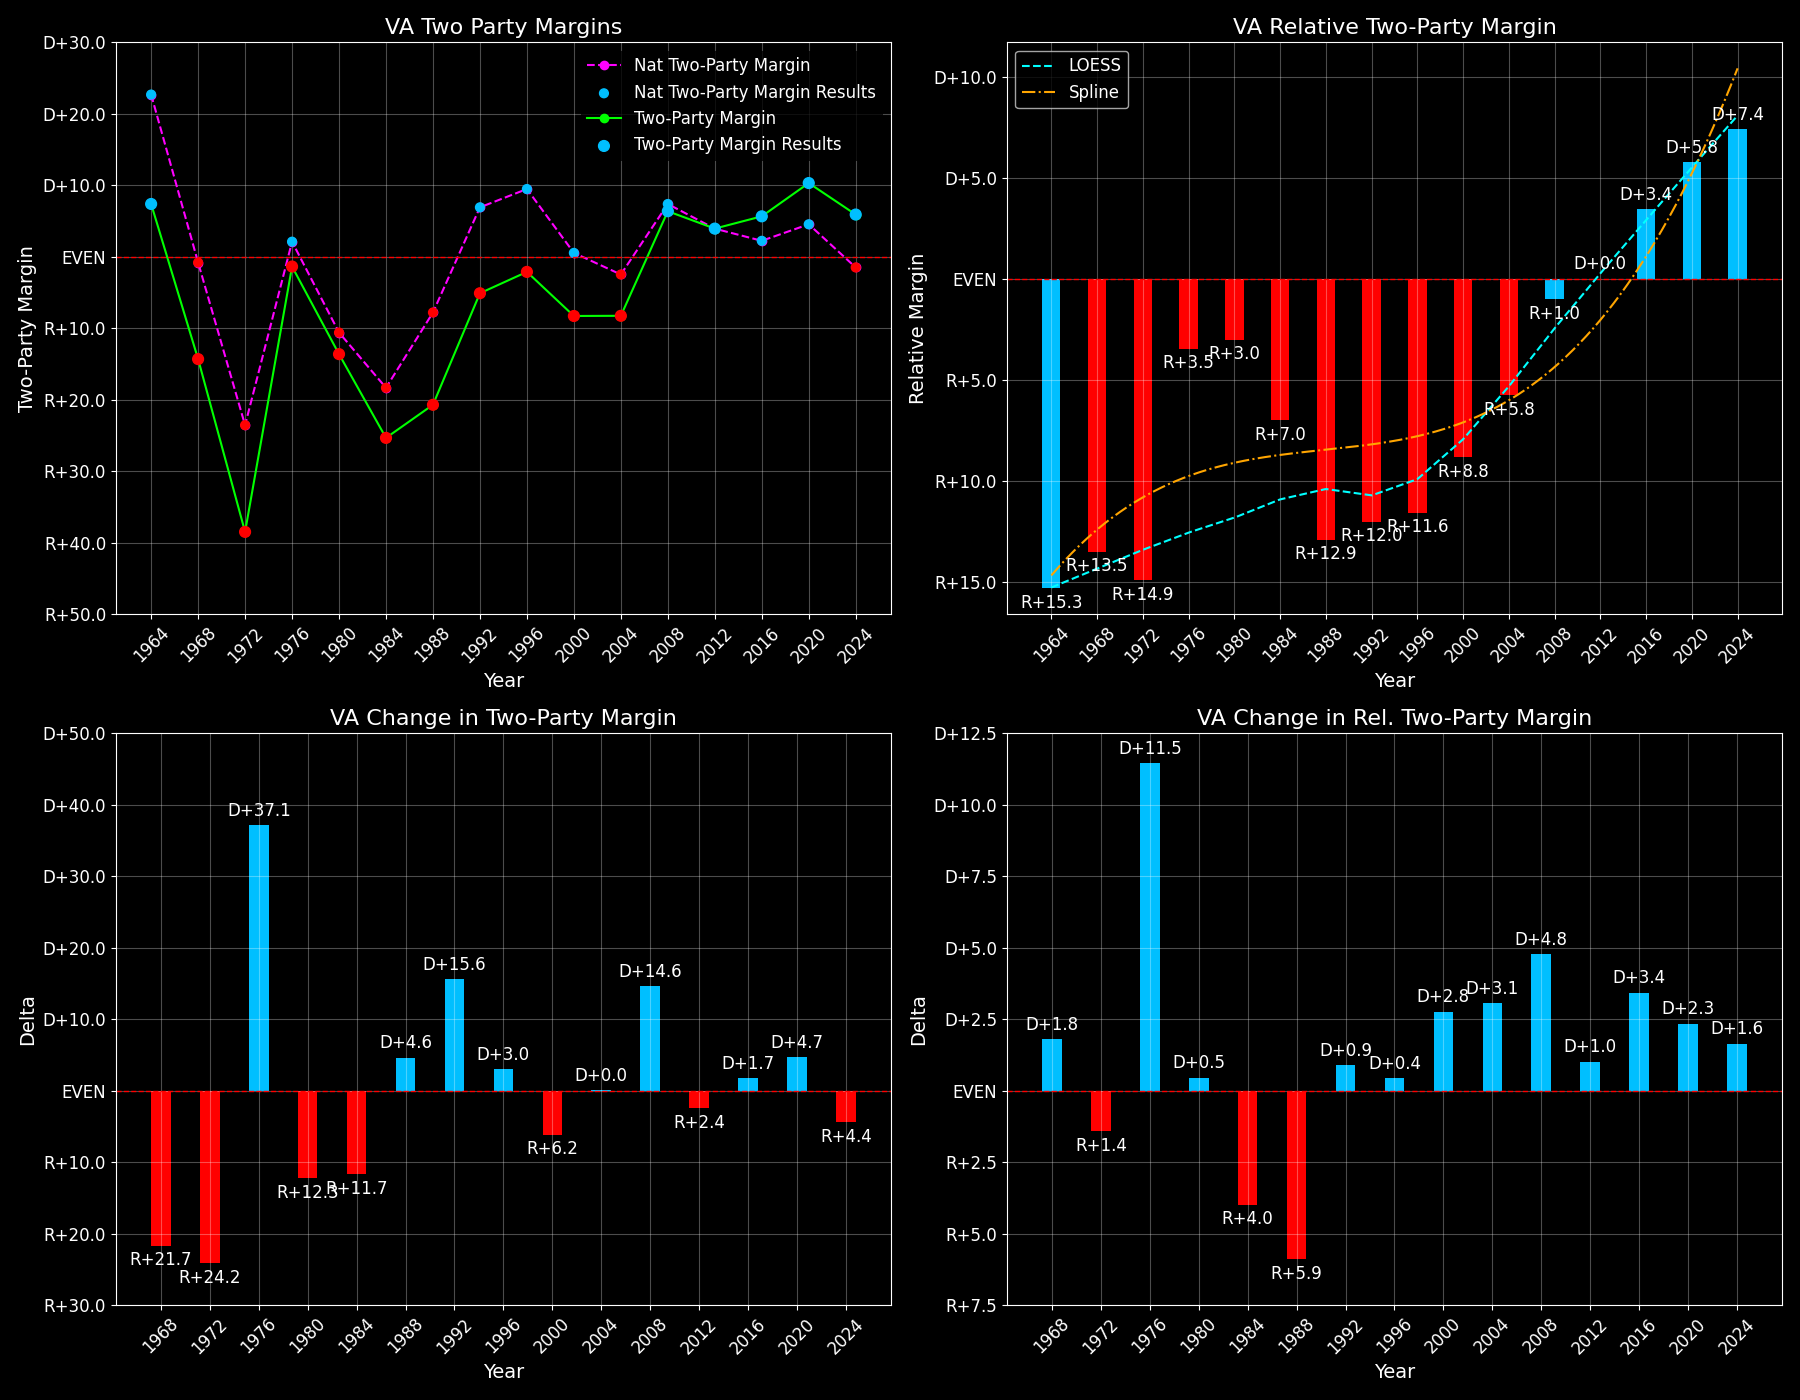 VA Two Party Margins
D+30.0
D+20.0
D+10.0
EVEN
R+10.0
R+20.0
R+30.0
R+40.0
R+50.0
Two-Party Margin
Nat Two-Party Margin
Nat Two-Party Margin Results
Two-Party Margin
Two-Party Margin Results
1964 1968 1972 1976 1980 1984 1988 1992 1996 2000 2004 2008 2012 2016 2020 2024
Year
VA Relative Two-Party Margin
D+10.0
D+5.0
EVEN
R+5.0
R+10.0
R+15.0
Relative Margin
LOESS
Spline
R+15.3
R+13.5
R+14.9
R+3.5
R+3.0
R+7.0
R+12.9
R+12.0
R+11.6
R+8.8
R+5.8
R+1.0
D+0.0
D+3.4
D+5.8
D+7.4
1964 1968 1972 1976 1980 1984 1988 1992 1996 2000 2004 2008 2012 2016 2020 2024
Year
VA Change in Two-Party Margin
D+50.0
D+40.0
D+30.0
D+20.0
D+10.0
EVEN
R+10.0
R+20.0
R+30.0
Delta
R+21.7
R+24.2
D+37.1
R+12.3
R+11.7
D+4.6
D+15.6
D+3.0
R+6.2
D+0.0
D+14.6
R+2.4
D+1.7
D+4.7
R+4.4
1968 1972 1976 1980 1984 1988 1992 1996 2000 2004 2008 2012 2016 2020 2024
Year
VA Change in Rel. Two-Party Margin
D+12.5
D+10.0
D+7.5
D+5.0
D+2.5
EVEN
R+2.5
R+5.0
R+7.5
Delta
D+1.8
R+1.4
D+11.5
D+0.5
R+4.0
R+5.9
D+0.9
D+0.4
D+2.8
D+3.1
D+4.8
D+1.0
D+3.4
D+2.3
D+1.6
1968 1972 1976 1980 1984 1988 1992 1996 2000 2004 2008 2012 2016 2020 2024
Year